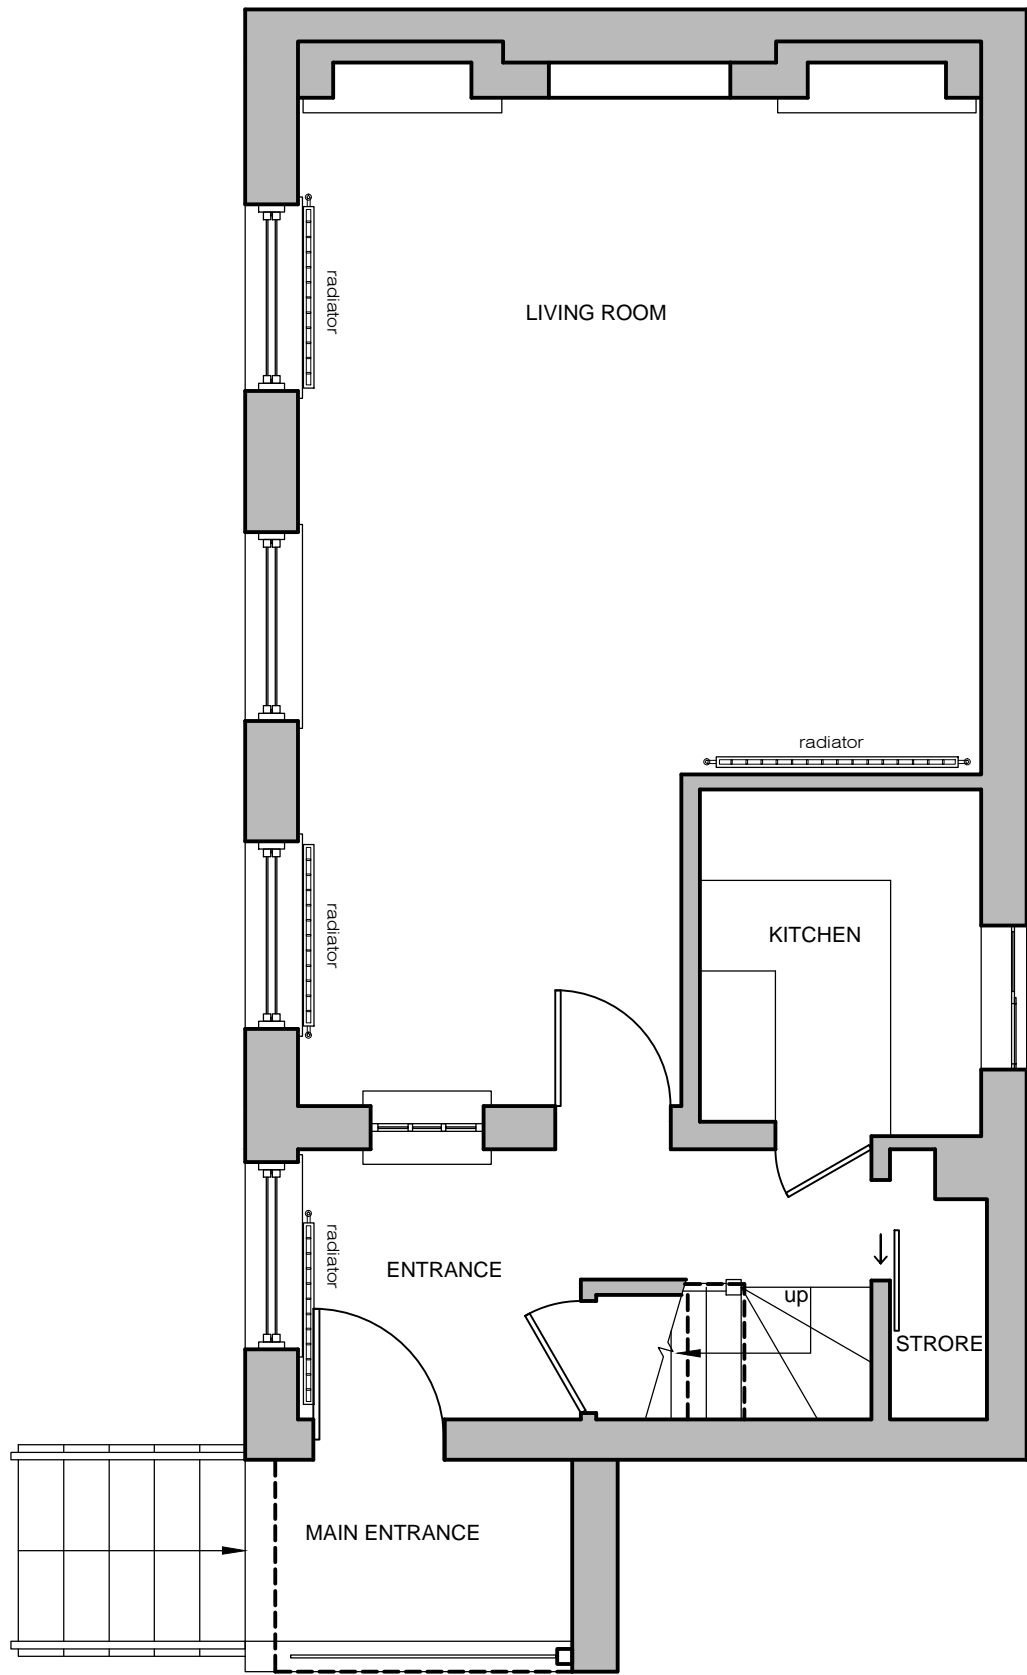 radiator
LIVING ROOM
radiator
radiator
KITCHEN
radiator
ENTRANCE
up
STRORE
MAIN ENTRANCE